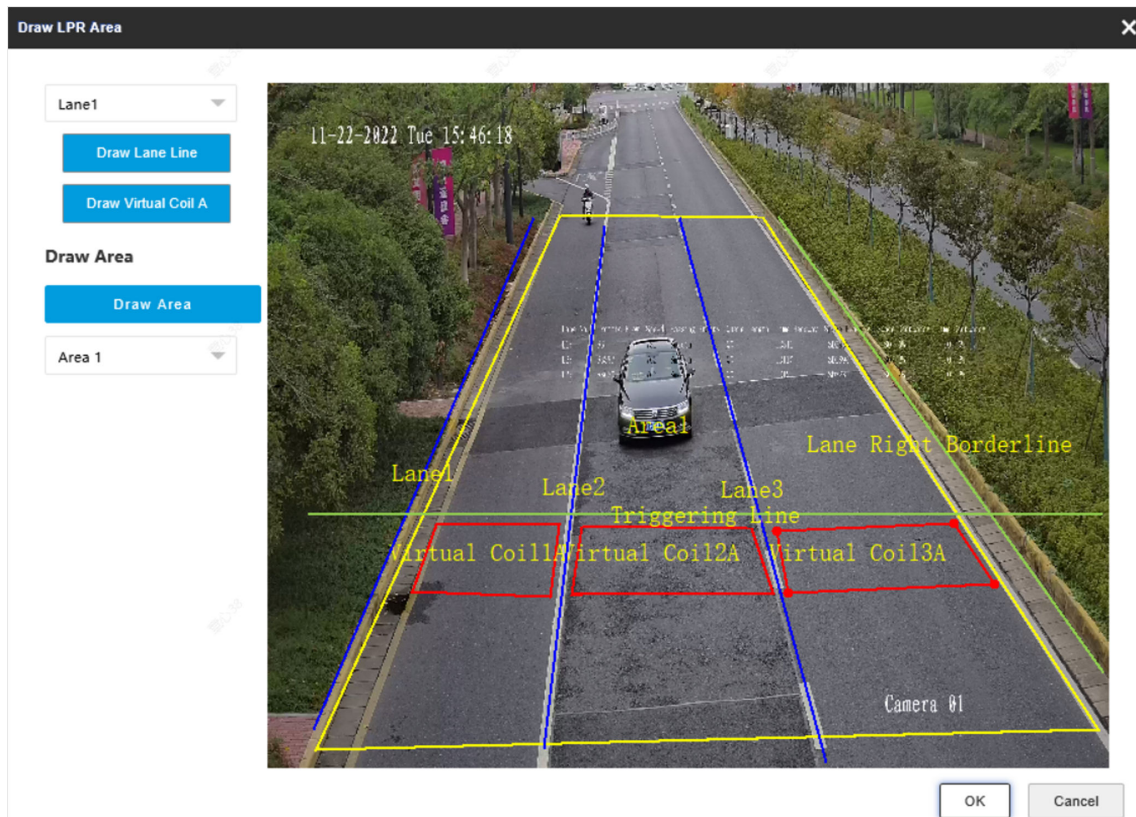 Draw LPR Area
Lane1
Draw Lane Line
Draw Virtual Coil A
Draw Area
Draw Area
Area 1
11-22-2022 Tue 15:46:18
Area1
Lane Right Borderline
Lane1
Lane2
Lane3
Triggering Line
Virtual Coil1A
Virtual Coil2A
Virtual Coil3A
Camera 01
OK
Cancel